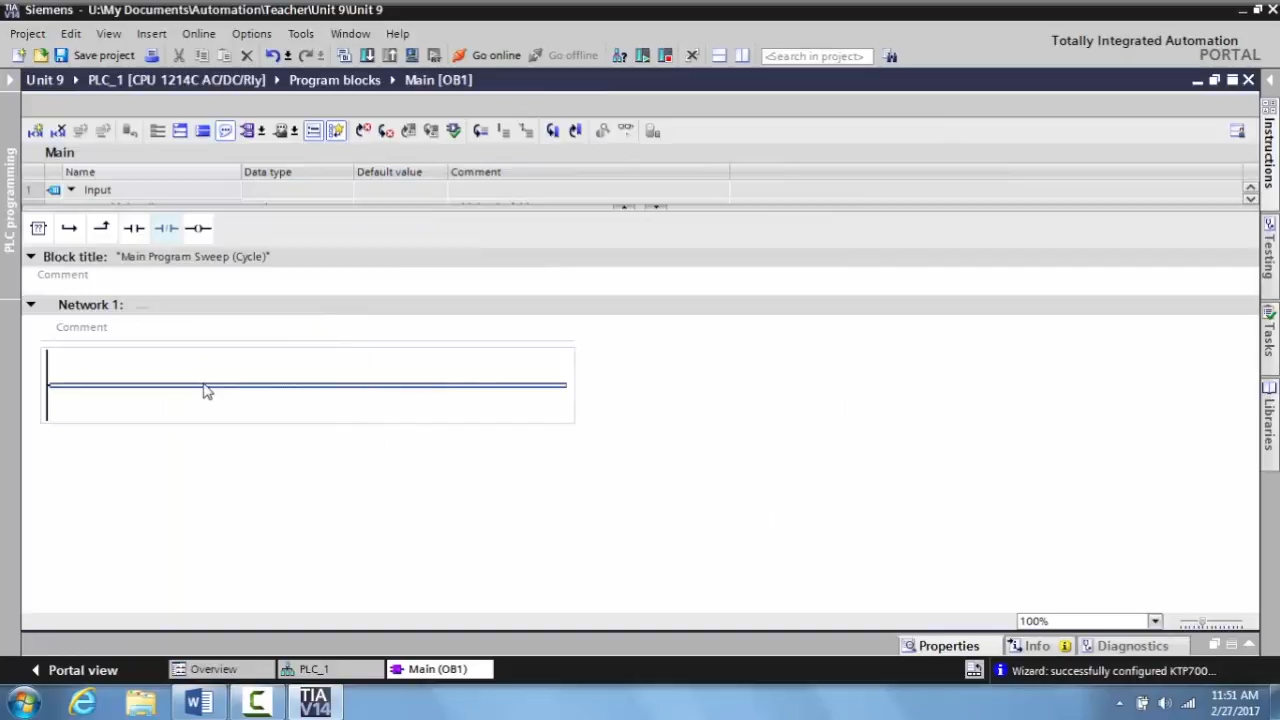 TIA
V14
Siemens - U:\My Documents\Automation\Teacher\Unit 9\Unit 9
Project Edit View Insert Online Options Tools Window Help
Totally Integrated Automation
PORTAL
Save project
Go online
Go offline
<Search in project>
Unit 9 PLC_1 [CPU 1214C AC/DC/Rly] Program blocks Main [OB1]
PLC programming
Main
Name Data type Default value Comment
1 Input
??
Block title: "Main Program Sweep (Cycle)"
Comment
Network 1: .....
Comment
Instructions
Testing
Tasks
Libraries
100%
Properties Info Diagnostics
Portal view Overview PLC_1 Main (OB1) Wizard: successfully configured KTP700...
TIA
V14
11:51 AM
2/27/2017